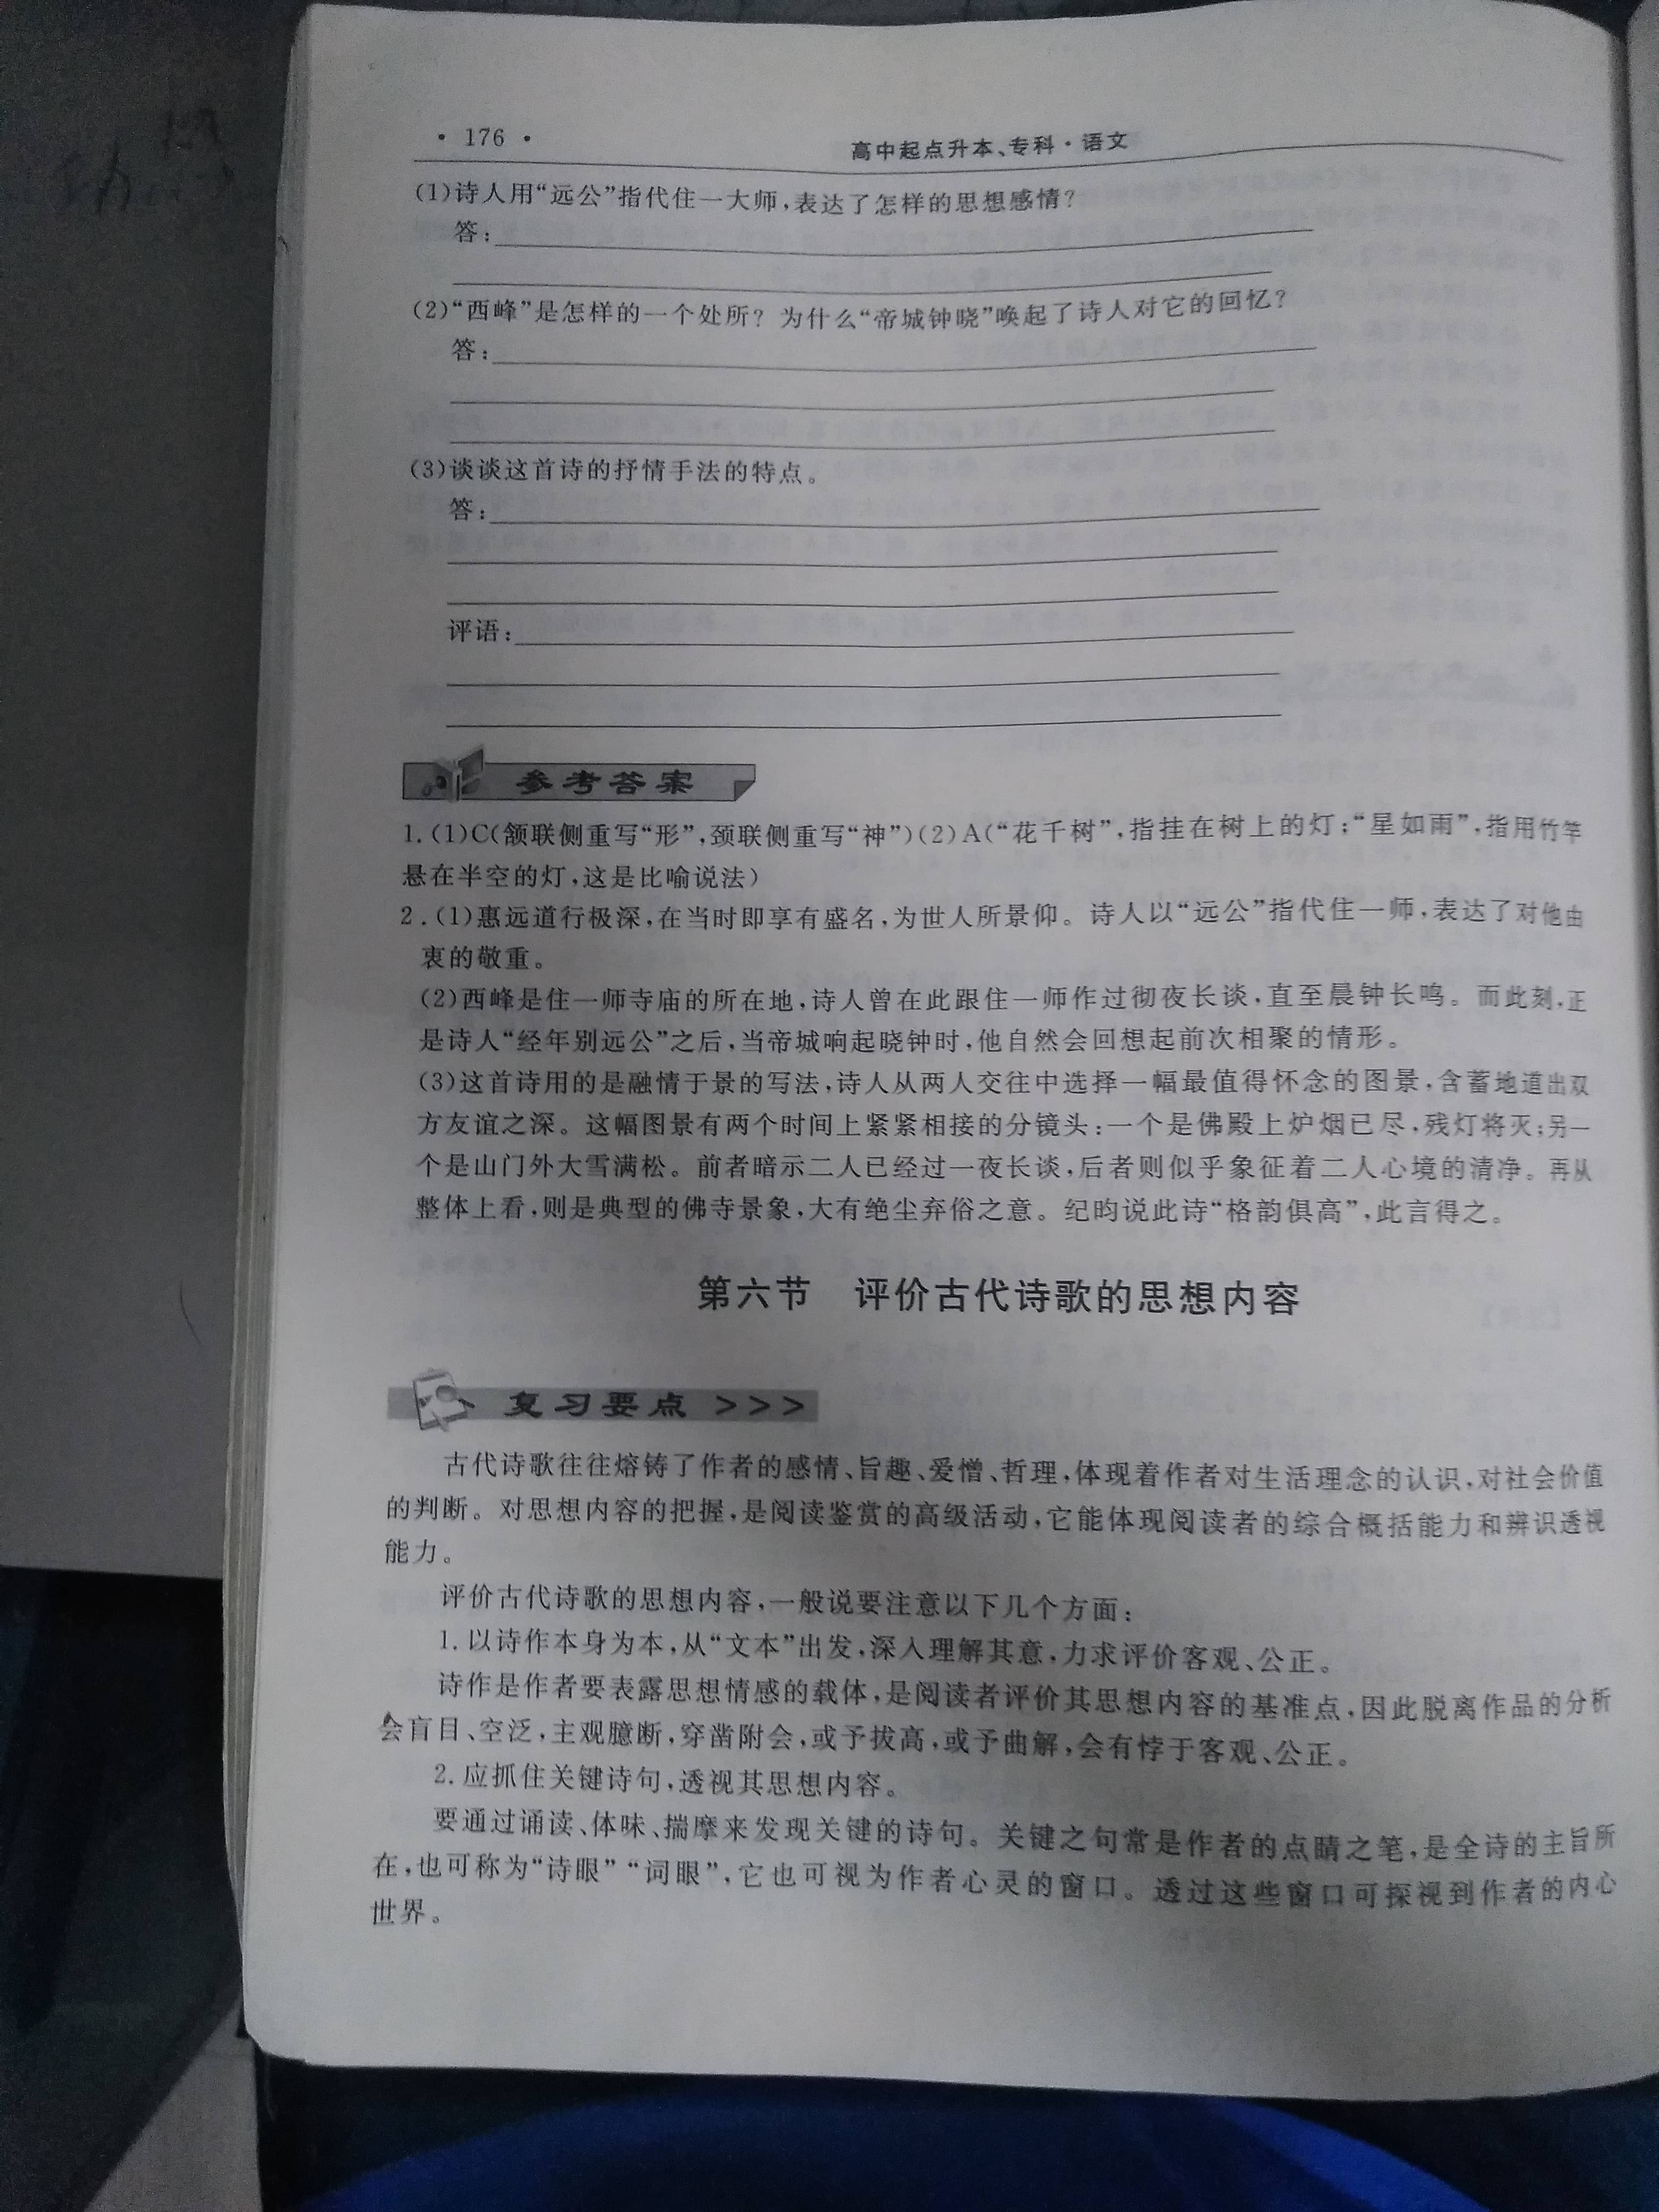 · 176 ·
高中起点升本、专科·语文
(1)诗人用“远公”指代住一大师,表达了怎样的思想感情?
答:
(2)“西峰”是怎样的一个处所? 为什么“帝城钟晓”唤起了诗人对它的回忆?
答:
(3)谈谈这首诗的抒情手法的特点。
答:
评语:
参考答案
1.(1)C(额联侧重写“形”,颈联侧重写“神”)(2)A(“花千树”,指挂在树上的灯;“星如雨”,指用竹竿
悬在半空的灯,这是比喻说法)
2.(1)惠远道行极深,在当时即享有盛名,为世人所景仰。诗人以“远公”指代住一师,表达了对他由
衷的敬重。
(2)西峰是住一师寺庙的所在地,诗人曾在此跟住一师作过彻夜长谈,直至晨钟长鸣。而此刻,正
是诗人“经年别远公”之后,当帝城响起晓钟时,他自然会回想起前次相聚的情形。
(3)这首诗用的是融情于景的写法,诗人从两人交往中选择一幅最值得怀念的图景,含蓄地道出双
方友谊之深。这幅图景有两个时间上紧紧相接的分镜头:一个是佛殿上炉烟已尽,残灯将灭;另一
个是山门外大雪满松。前者暗示二人已经过一夜长谈,后者则似乎象征着二人心境的清净。再从
整体上看,则是典型的佛寺景象,大有绝尘弃俗之意。纪昀说此诗“格韵俱高”,此言得之。
第六节 评价古代诗歌的思想内容
复习要点 >>>
古代诗歌往往熔铸了作者的感情、旨趣、爱憎、哲理,体现着作者对生活理念的认识,对社会价值
的判断。对思想内容的把握,是阅读鉴赏的高级活动,它能体现阅读者的综合概括能力和辨识透视
能力。
评价古代诗歌的思想内容,一般说要注意以下几个方面:
1.以诗作本身为本,从“文本”出发,深入理解其意,力求评价客观、公正。
诗作是作者要表露思想情感的载体,是阅读者评价其思想内容的基准点,因此脱离作品的分析
会盲目、空泛,主观臆断,穿凿附会,或予拔高,或予曲解,会有悖于客观、公正。
2.应抓住关键诗句,透视其思想内容。
要通过诵读、体味、揣摩来发现关键的诗句。关键之句常是作者的点睛之笔,是全诗的主旨所
在,也可称为“诗眼”“词眼”,它也可视为作者心灵的窗口。透过这些窗口可探视到作者的内心
世界。